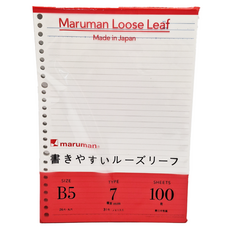 Maruman Loose Leaf
Made in Japan
maruman
書きやすいルーズリーフ
SIZE TYPE SHEETS
B5 7 100